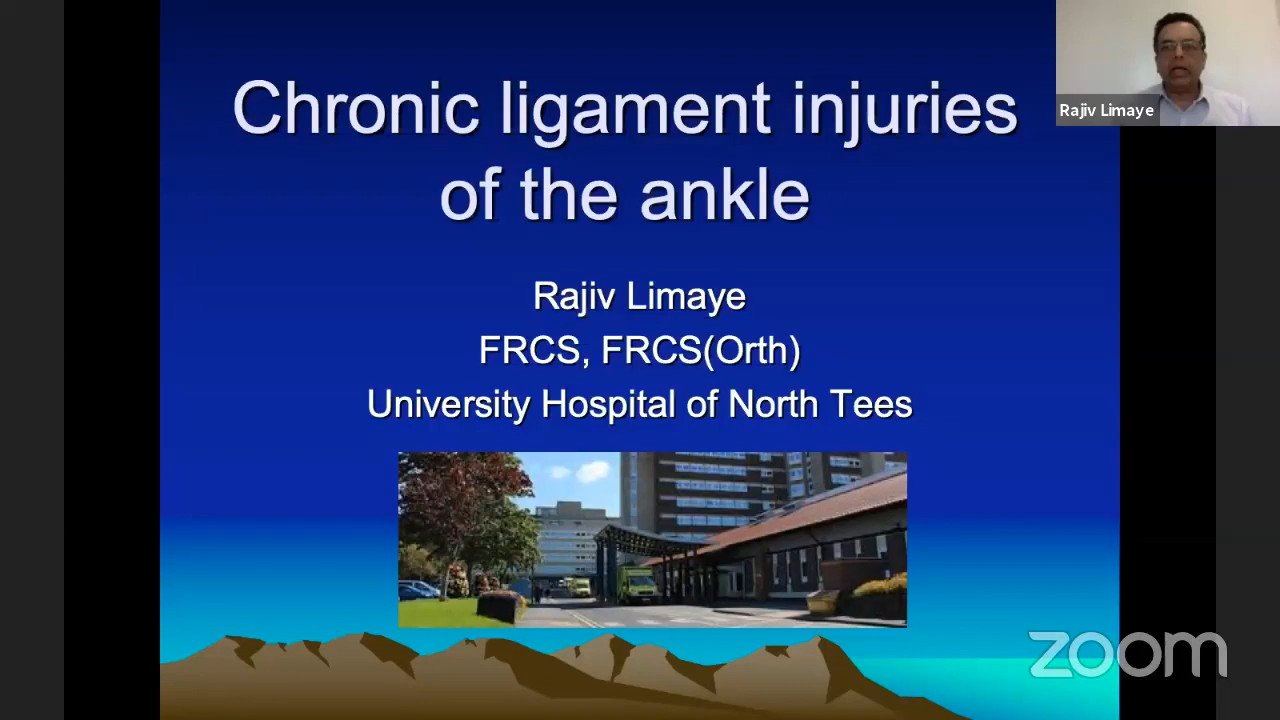 Chronic ligament injuries
of the ankle
Rajiv Limaye
Rajiv Limaye
FRCS, FRCS(Orth)
University Hospital of North Tees
zoom